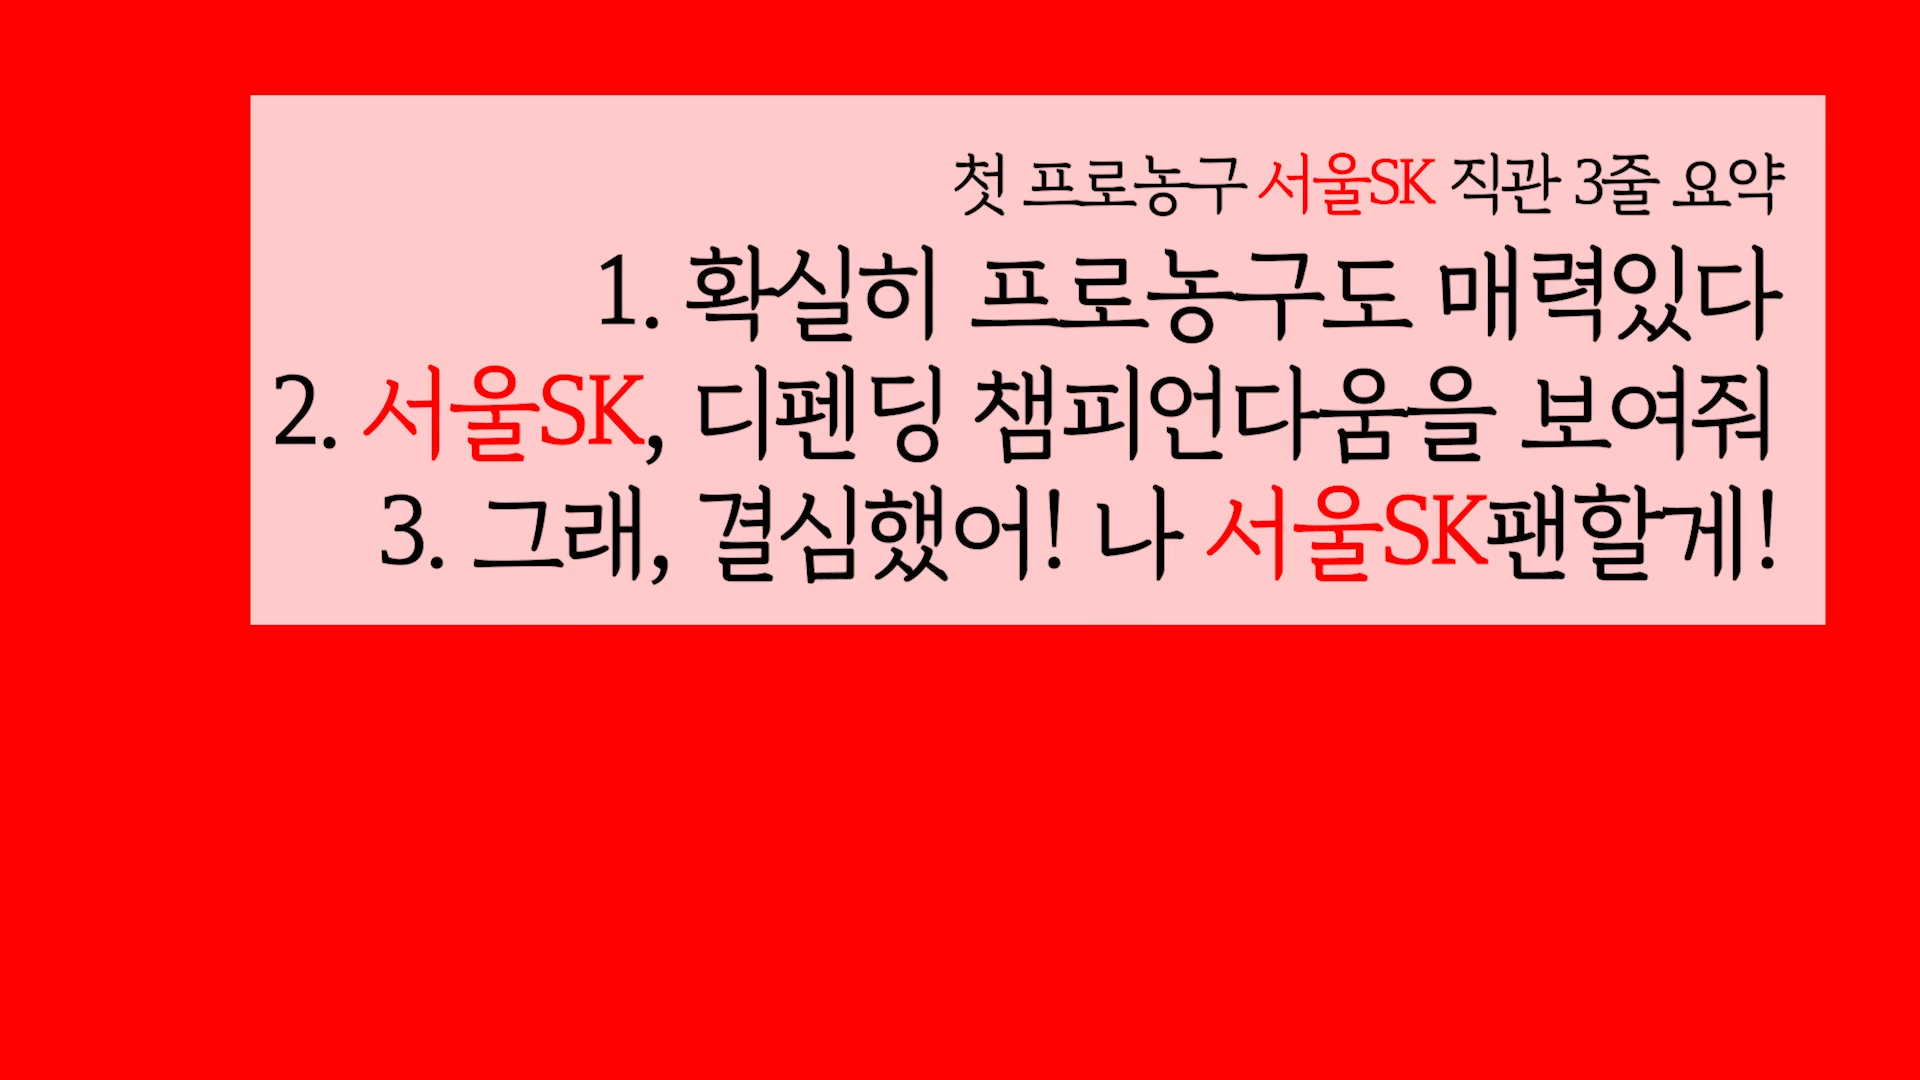 첫 프로농구 서울SK 직관 3줄 요약
1. 확실히 프로농구도 매력있다
2. 서울SK, 디펜딩 챔피언다움을 보여줘
3. 그래, 결심했어! 나 서울SK팬할게!